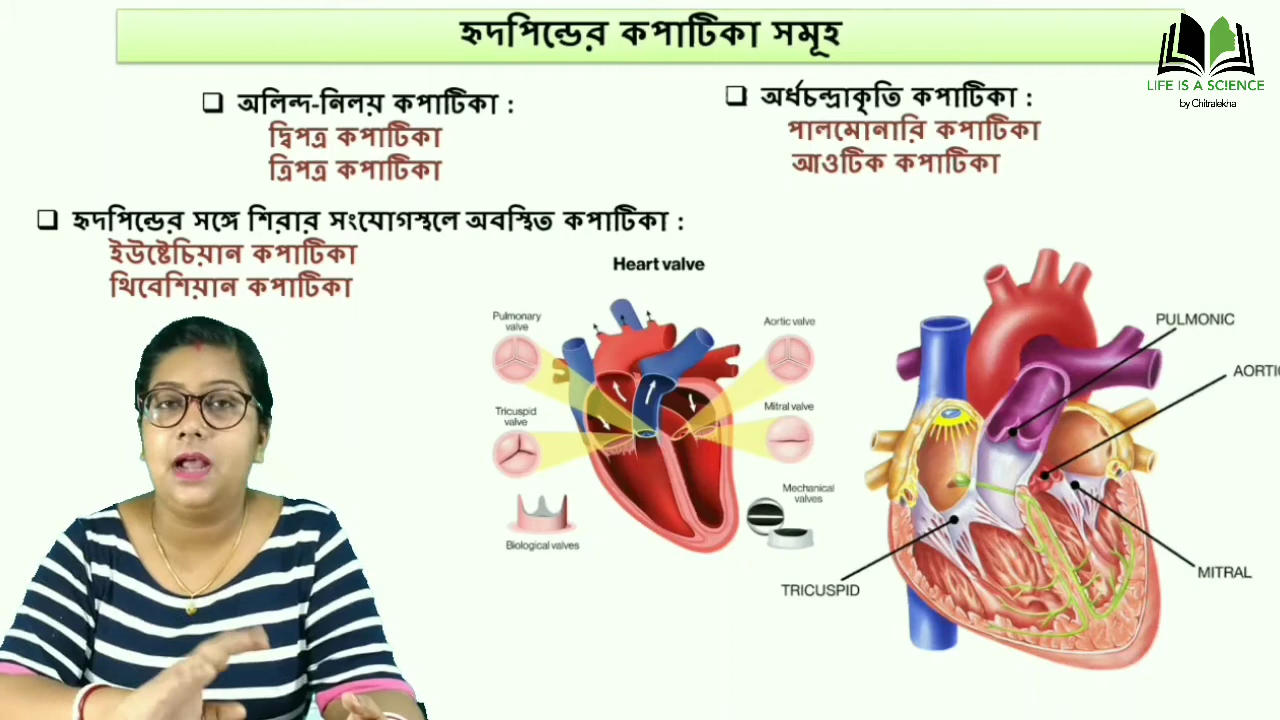 হৃদপিন্ডের কপাটিকা সমূহ
LIFE IS A SCIENCE
by Chitralekha
অলিন্দ-নিলয় কপাটিকা :
দ্বিপত্র কপাটিকা
ত্রিপত্র কপাটিকা
অর্ধচন্দ্রাকৃতি কপাটিকা :
পালমোনারি কপাটিকা
আওটিক কপাটিকা
হৃদপিন্ডের সঙ্গে শিরার সংযোগস্থলে অবস্থিত কপাটিকা :
ইউষ্টেচিয়ান কপাটিকা
থিবেশিয়ান কপাটিকা
Heart valve
Pulmonary
valve
Aortic valve
Tricuspid
valve
Mitral valve
Mechanical
valves
Biological valves
PULMONIC
AORTIC
TRICUSPID
MITRAL